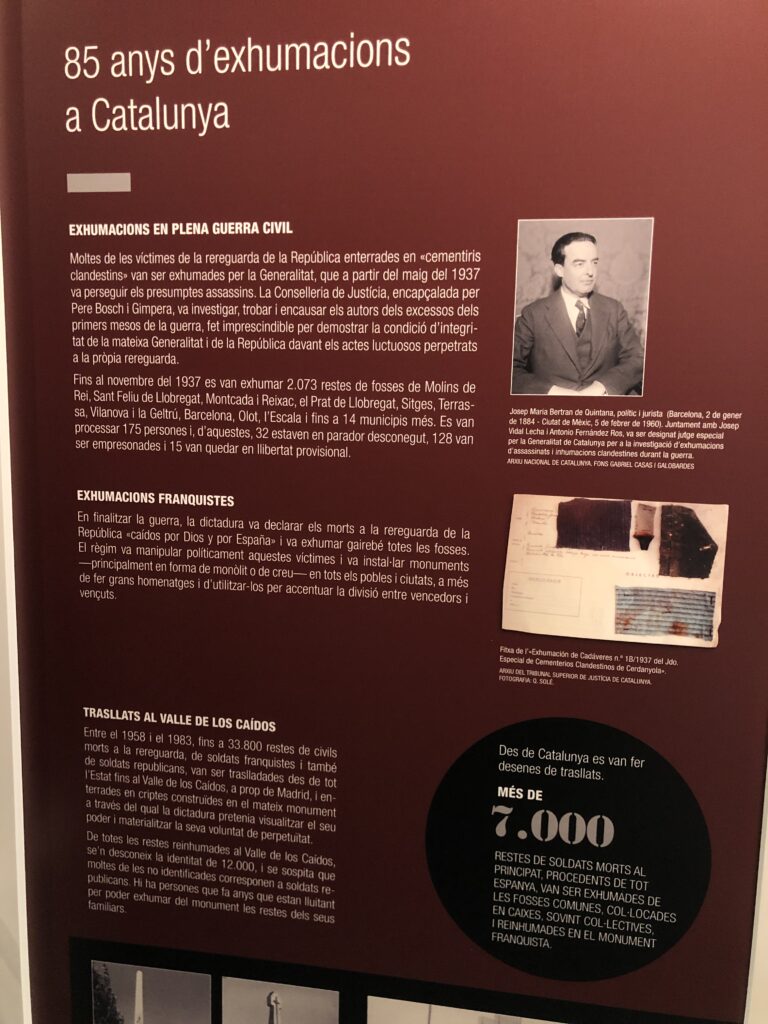 85 anys d'exhumacions
a Catalunya
EXHUMACIONS EN PLENA GUERRA CIVIL
Moltes de les víctimes de la rereguarda de la República enterrades en «cementiris
clandestins» van ser exhumades per la Generalitat, que a partir del maig del 1937
va perseguir els presumptes assassins. La Conselleria de Justícia, encapçalada per
Pere Bosch i Gimpera, va investigar, trobar i encausar els autors dels excessos dels
primers mesos de la guerra, fet imprescindible per demostrar la condició d'integri-
tat de la mateixa Generalitat i de la República davant els actes luctuosos perpetrats
a la pròpia rereguarda.
Fins al novembre del 1937 es van exhumar 2.073 restes de fosses de Molins de
Rei, Sant Feliu de Llobregat, Montcada i Reixac, el Prat de Llobregat, Sitges, Terras-
sa, Vilanova i la Geltrú, Barcelona, Olot, l'Escala i fins a 14 municipis més. Es van
processar 175 persones i, d'aquestes, 32 estaven en parador desconegut, 128 van
ser empresonades i 15 van quedar en llibertat provisional.
Josep Maria Bertran de Quintana, polític i jurista (Barcelona, 2 de gener
de 1884 - Ciutat de Mèxic, 5 de febrer de 1960). Juntament amb Josep
Vidal Lecha i Antonio Fernández Ros, va ser designat jutge especial
per la Generalitat de Catalunya per a la investigació d'exhumacions
d'assassinats i inhumacions clandestines durant la guerra.
ARXIU NACIONAL DE CATALUNYA. FONS GABRIEL CASAS I GALOBARDES
EXHUMACIONS FRANQUISTES
En finalitzar la guerra, la dictadura va declarar els morts a la rereguarda de la
República «caídos por Dios y por España» i va exhumar gairebé totes les fosses.
El règim va manipular políticament aquestes víctimes i va instal·lar monuments
—principalment en forma de monòlit o de creu— en tots els pobles i ciutats, a més
de fer grans homenatges i d'utilitzar-los per accentuar la divisió entre vencedors i
vençuts.
Fitxa de l'«Exhumación de Cadáveres n.º 1B/1937 del Jdo.
Especial de Cementerios Clandestinos de Cerdanyola».
ARXIU DEL TRIBUNAL SUPERIOR DE JUSTÍCIA DE CATALUNYA.
FOTOGRAFIA: Q. SOLÉ.
TRASLLATS AL VALLE DE LOS CAÍDOS
Entre el 1958 i el 1983, fins a 33.800 restes de civils
morts a la rereguarda, de soldats franquistes i també
de soldats republicans, van ser traslladades des de tot
l'Estat fins al Valle de los Caídos, a prop de Madrid, i en-
terrades en criptes construïdes en el mateix monument
a través del qual la dictadura pretenia visualitzar el seu
poder i materialitzar la seva voluntat de perpetuïtat.
De totes les restes reinhumades al Valle de los Caídos,
se'n desconeix la identitat de 12.000, i se sospita que
moltes de les no identificades corresponen a soldats re-
publicans. Hi ha persones que fa anys que estan lluitant
per poder exhumar del monument les restes dels seus
familiars.
Des de Catalunya es van fer
desenes de trasllats.
MÉS DE
7.000
RESTES DE SOLDATS MORTS AL
PRINCIPAT, PROCEDENTS DE TOT
ESPANYA, VAN SER EXHUMADES DE
LES FOSSES COMUNES, COL·LOCADES
EN CAIXES, SOVINT COL·LECTIVES,
I REINHUMADES EN EL MONUMENT
FRANQUISTA.